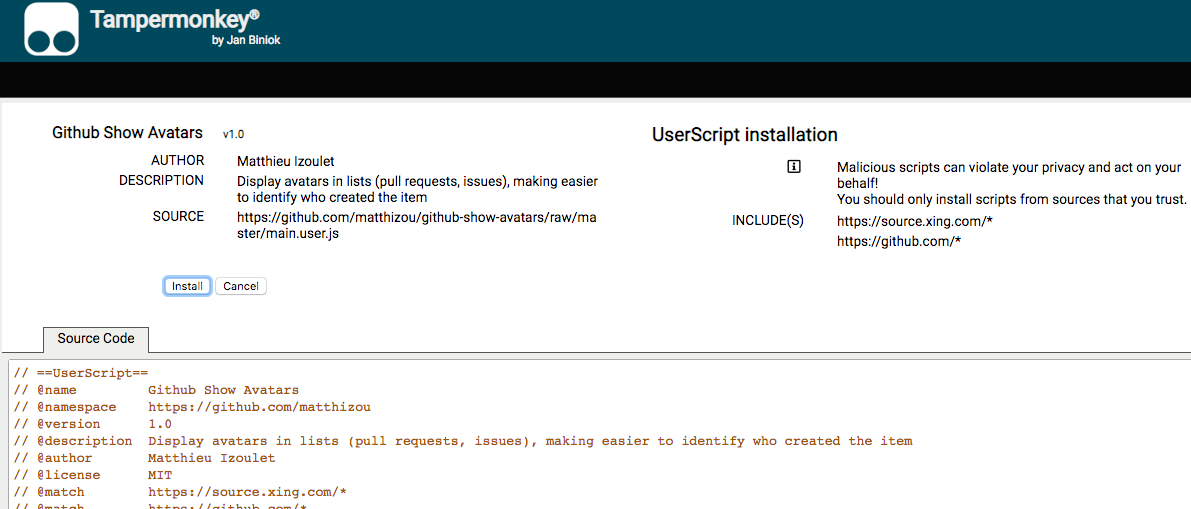 Tampermonkey®
by Jan Biniok
Github Show Avatars v1.0
AUTHOR Matthieu Izoulet
DESCRIPTION Display avatars in lists (pull requests, issues), making easier
to identify who created the item
SOURCE https://github.com/matthizou/github-show-avatars/raw/ma
ster/main.user.js
Install Cancel
UserScript installation
Malicious scripts can violate your privacy and act on your
behalf!
You should only install scripts from sources that you trust.
INCLUDE(S) https://source.xing.com/*
https://github.com/*
Source Code
// ==UserScript==
// @name Github Show Avatars
// @namespace https://github.com/matthizou
// @version 1.0
// @description Display avatars in lists (pull requests, issues), making easier to identify who created the item
// @author Matthieu Izoulet
// @license MIT
// @match https://source.xing.com/*
// @match https://github.com/*